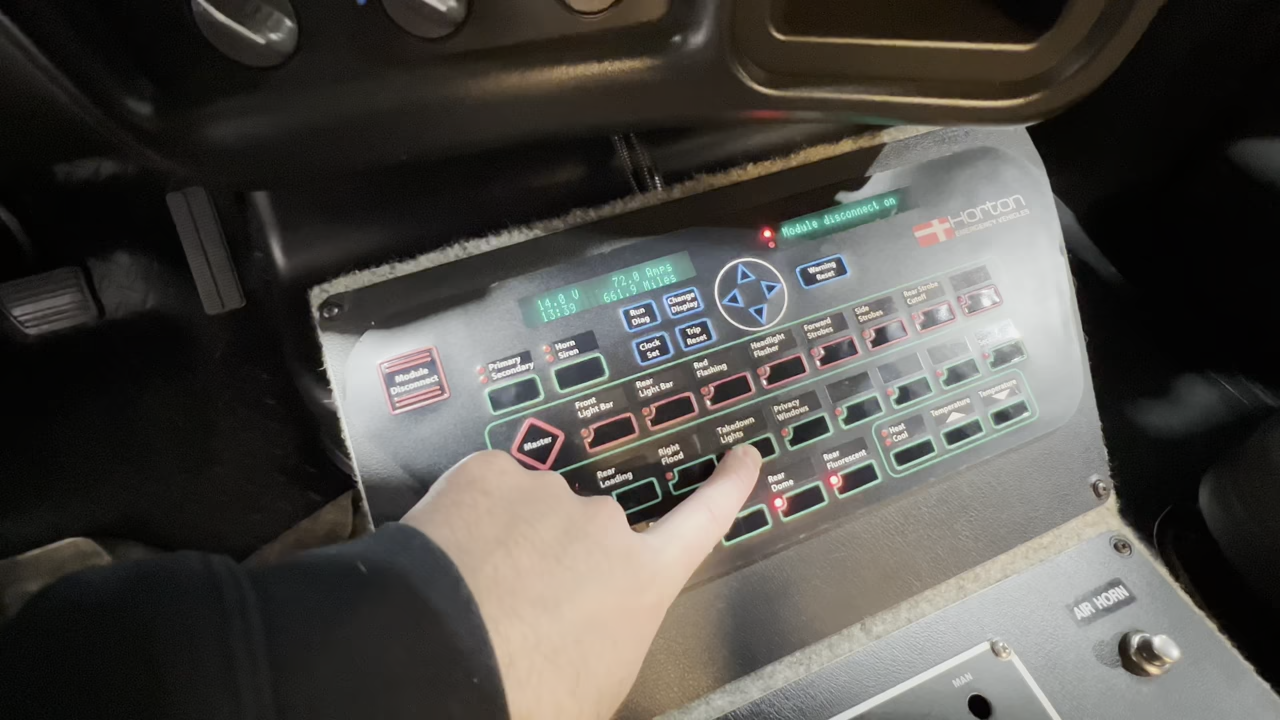 Module disconnect on
Horton
EMERGENCY VEHICLES
14.0 V 72.0 Amps
13:39 661.9 Miles
Run
Diag
Change
Display
Clock
Set
Trip
Reset
Warning
Reset
Module
Disconnect
Primary
Secondary
Horn
Siren
Master
Front
Light Bar
Rear
Light Bar
Red
Flashing
Headlight
Flasher
Forward
Strobes
Side
Strobes
Rear Strobe
Cutoff
Rear
Loading
Right
Flood
Takedown
Lights
Privacy
Windows
Rear
Dome
Rear
Fluorescent
Heat
Cool
Temperature
Temperature
AIR HORN
MAN